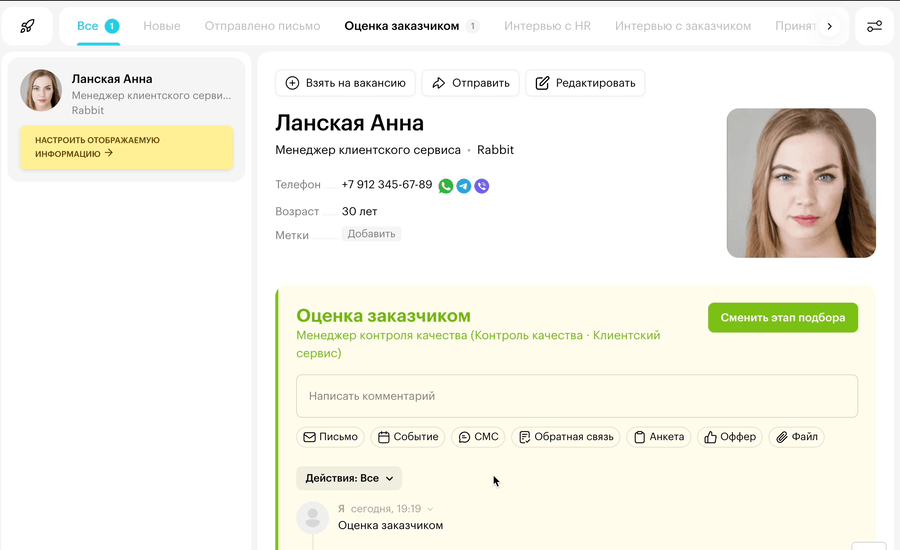 Все 1 Новые Отправлено письмо Оценка заказчиком 1 Интервью с HR Интервью с заказчиком Принят
Ланская Анна
Менеджер клиентского серви...
Rabbit
НАСТРОИТЬ ОТОБРАЖАЕМУЮ
ИНФОРМАЦИЮ →
Взять на вакансию Отправить Редактировать
Ланская Анна
Менеджер клиентского сервиса • Rabbit
Телефон +7 912 345-67-89
Возраст 30 лет
Метки Добавить
Оценка заказчиком
Сменить этап подбора
Менеджер контроля качества (Контроль качества · Клиентский
сервис)
Написать комментарий
Письмо Событие СМС Обратная связь Анкета Оффер Файл
Действия: Все
Я сегодня, 19:19
Оценка заказчиком